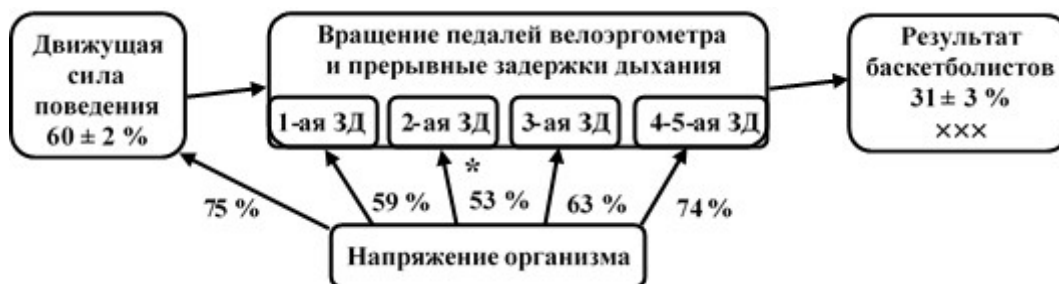 Движущая
сила
поведения
60 ± 2 %
Вращение педалей велоэргометра
и прерывные задержки дыхания
1-ая ЗД
2-ая ЗД
3-ая ЗД
4-5-ая ЗД
Результат
баскетболистов
31 ± 3 %
×××
*
75 %
59 %
53 %
63 %
74 %
Напряжение организма